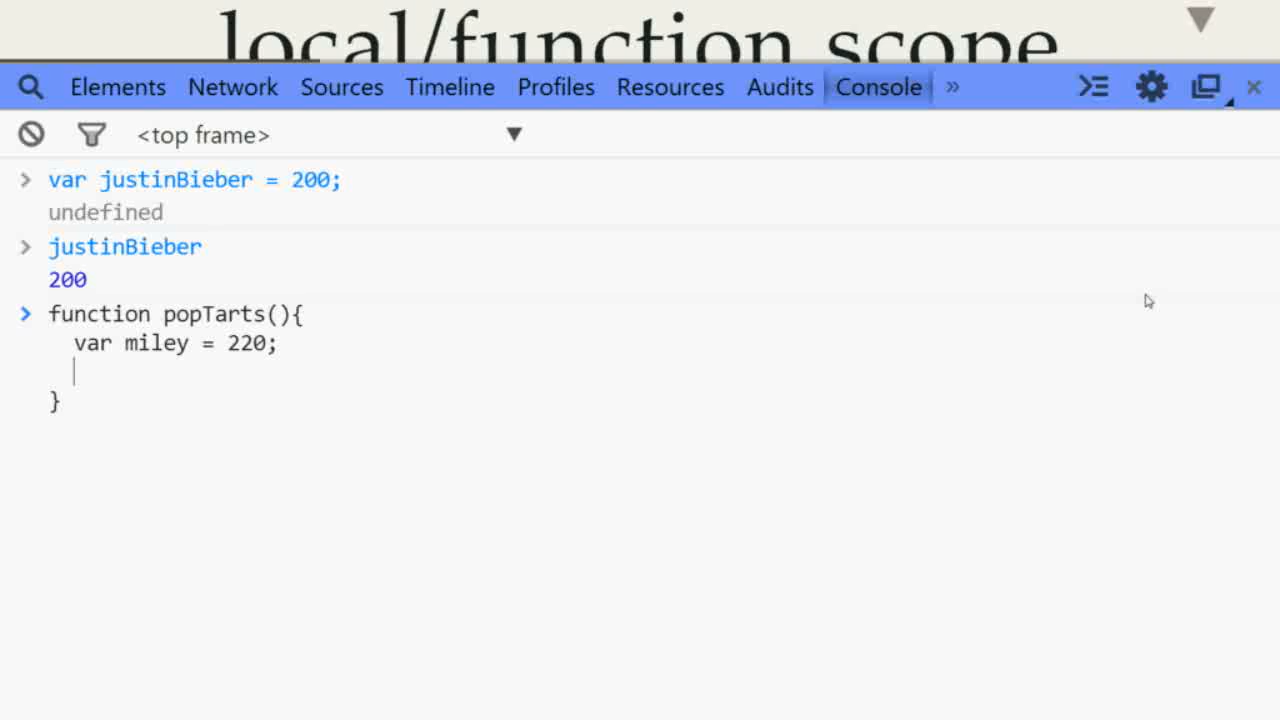 local/function scope
Elements Network Sources Timeline Profiles Resources Audits Console »
<top frame>
var justinBieber = 200;
undefined
justinBieber
200
function popTarts(){
var miley = 220;
}